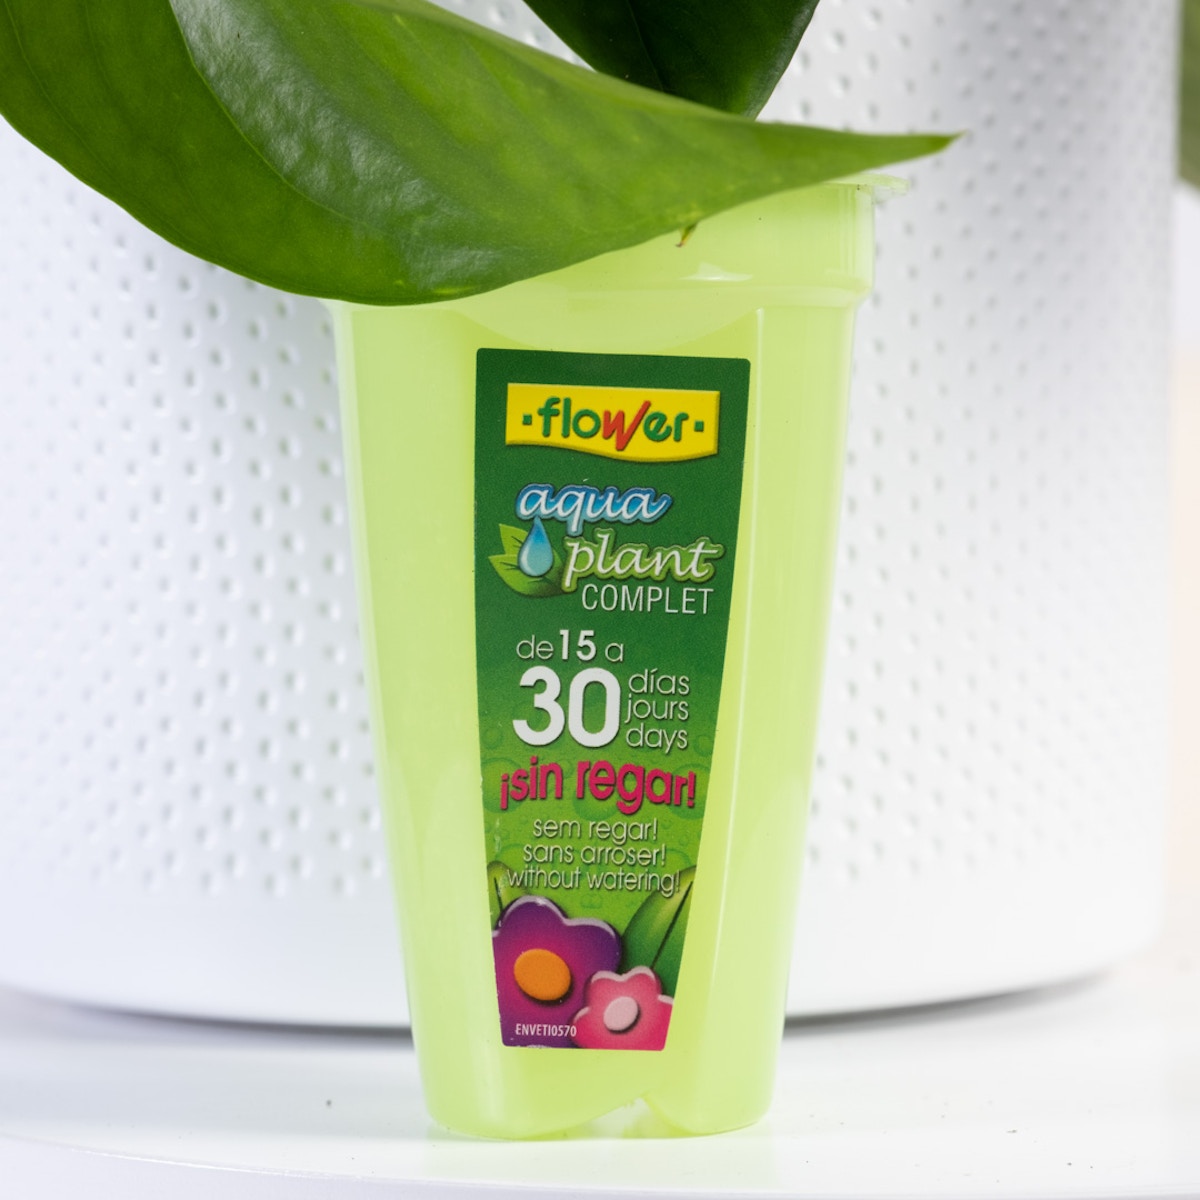 ·flower·
aqua
plant
COMPLET
de 15 a
30 días
jours
days
¡sin regar!
sem regar!
sans arroser!
without watering!
ENVETI0570